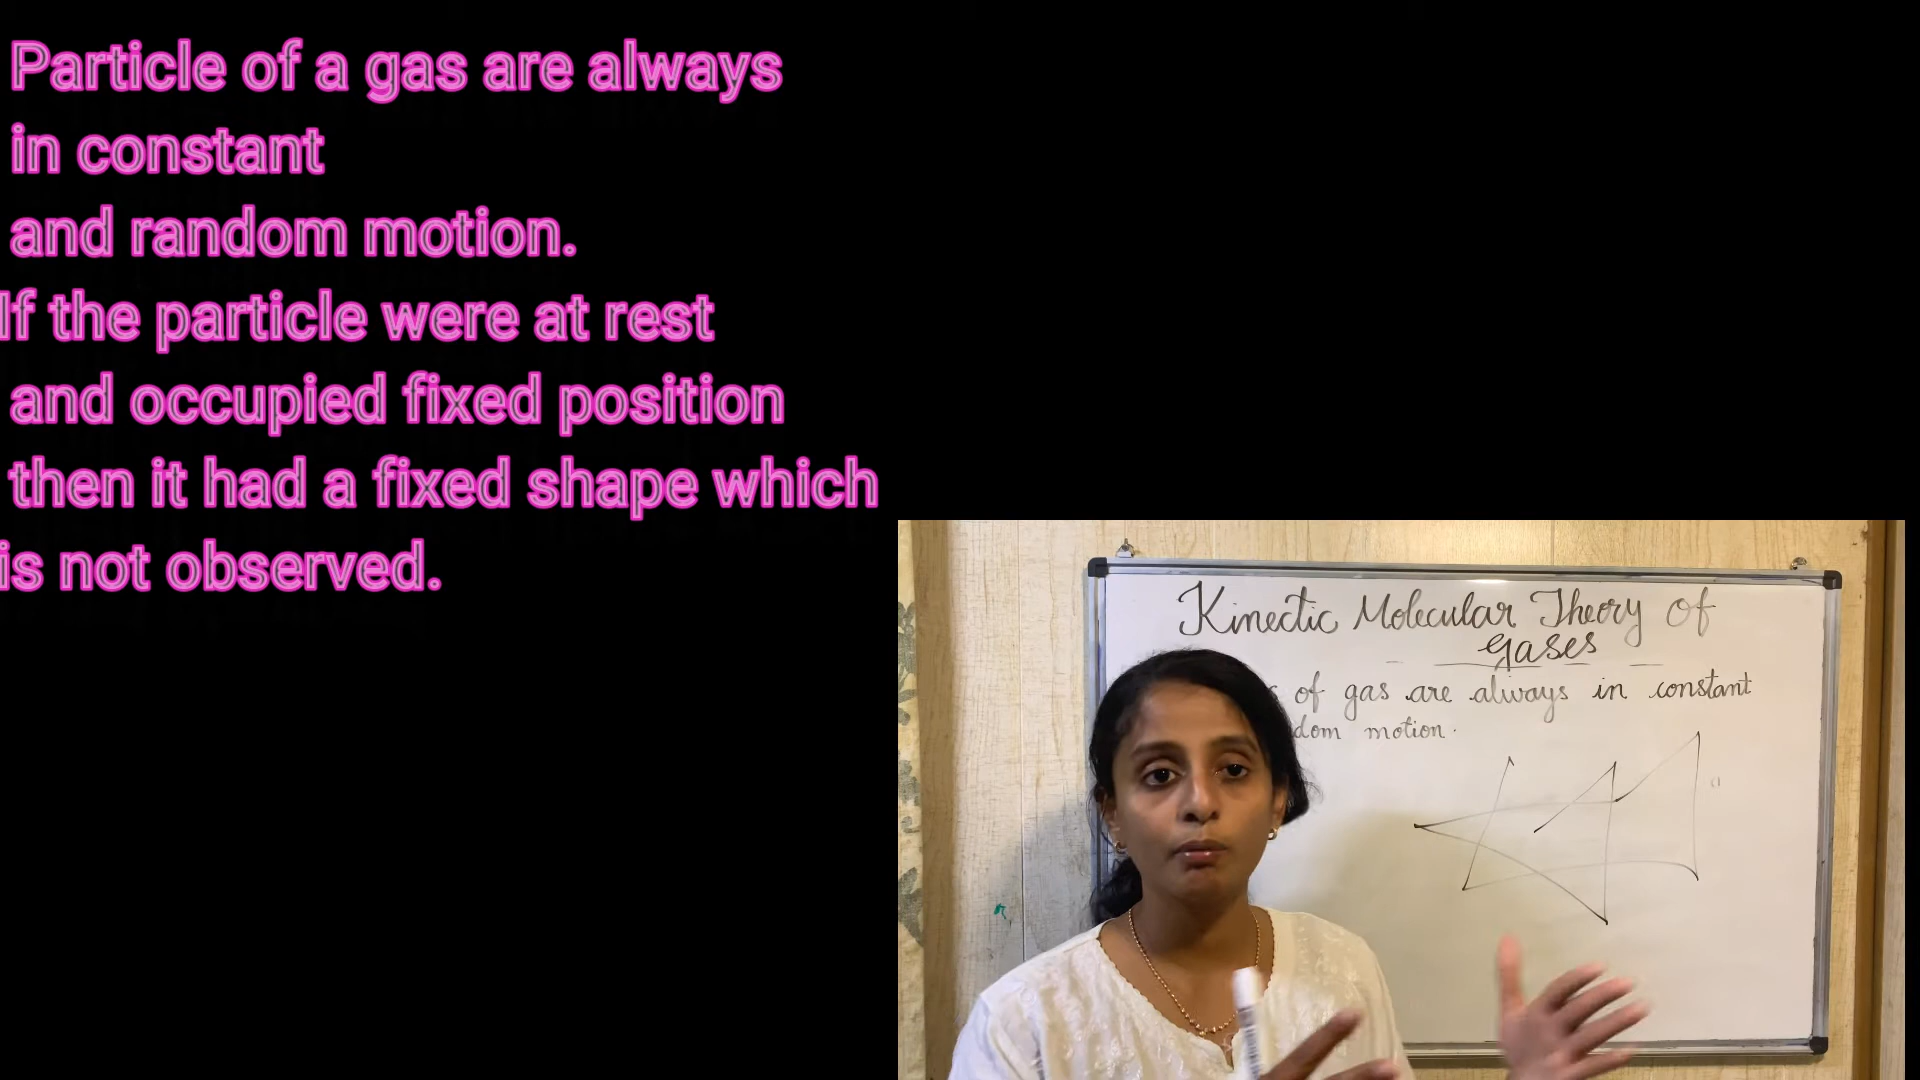 Particle of a gas are always
in constant
and random motion.
If the particle were at rest
and occupied fixed position
then it had a fixed shape which
is not observed.
Kinectic Molecular Theory of
gases
of gas are always in constant
dom motion.